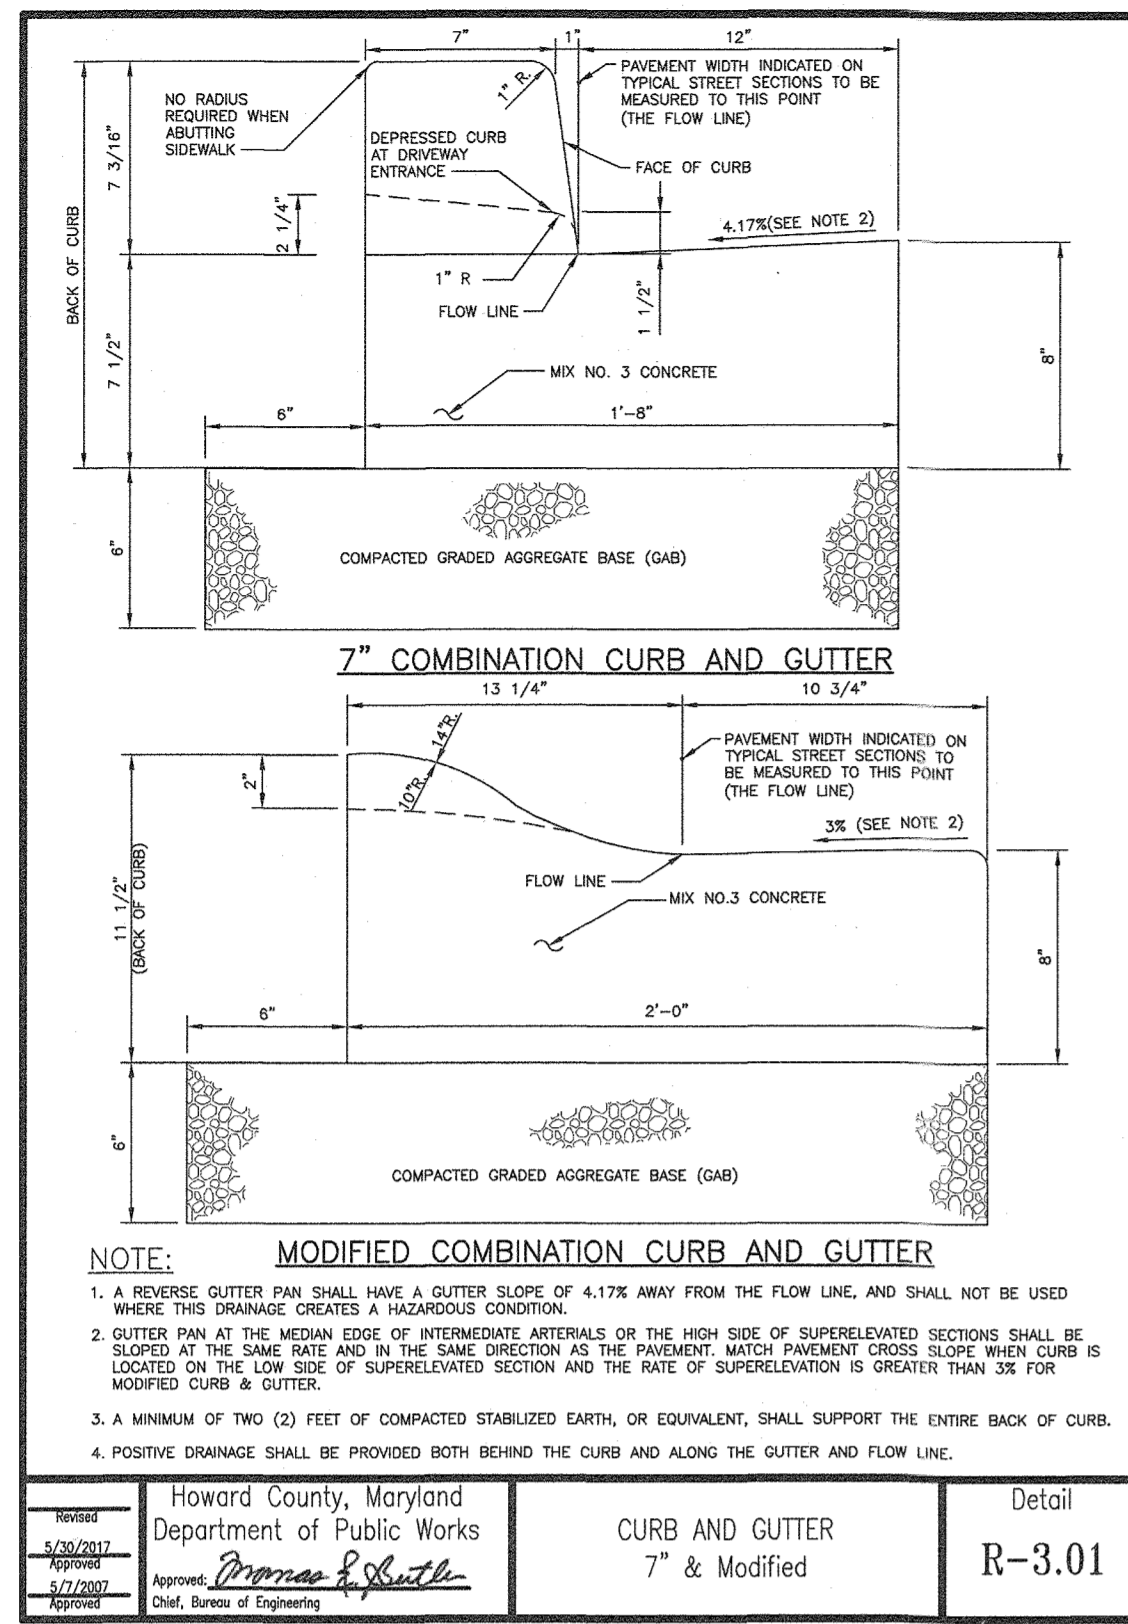 7" 1" 12"
PAVEMENT WIDTH INDICATED ON
TYPICAL STREET SECTIONS TO BE
MEASURED TO THIS POINT
(THE FLOW LINE)
1" R.
NO RADIUS
REQUIRED WHEN
ABUTTING
SIDEWALK
DEPRESSED CURB
AT DRIVEWAY
ENTRANCE
FACE OF CURB
7 3/16"
BACK OF CURB
2 1/4"
4.17%(SEE NOTE 2)
1" R
FLOW LINE
1 1/2"
7 1/2"
8"
MIX NO. 3 CONCRETE
6" 1'-8"
6"
COMPACTED GRADED AGGREGATE BASE (GAB)
7" COMBINATION CURB AND GUTTER
13 1/4" 10 3/4"
14"R.
10"R.
2"
PAVEMENT WIDTH INDICATED ON
TYPICAL STREET SECTIONS TO
BE MEASURED TO THIS POINT
(THE FLOW LINE)
3% (SEE NOTE 2)
11 1/2"
(BACK OF CURB)
FLOW LINE
MIX NO.3 CONCRETE
8"
6" 2'-0"
6"
COMPACTED GRADED AGGREGATE BASE (GAB)
MODIFIED COMBINATION CURB AND GUTTER
NOTE:
1. A REVERSE GUTTER PAN SHALL HAVE A GUTTER SLOPE OF 4.17% AWAY FROM THE FLOW LINE, AND SHALL NOT BE USED
WHERE THIS DRAINAGE CREATES A HAZARDOUS CONDITION.
2. GUTTER PAN AT THE MEDIAN EDGE OF INTERMEDIATE ARTERIALS OR THE HIGH SIDE OF SUPERELEVATED SECTIONS SHALL BE
SLOPED AT THE SAME RATE AND IN THE SAME DIRECTION AS THE PAVEMENT. MATCH PAVEMENT CROSS SLOPE WHEN CURB IS
LOCATED ON THE LOW SIDE OF SUPERELEVATED SECTION AND THE RATE OF SUPERELEVATION IS GREATER THAN 3% FOR
MODIFIED CURB & GUTTER.
3. A MINIMUM OF TWO (2) FEET OF COMPACTED STABILIZED EARTH, OR EQUIVALENT, SHALL SUPPORT THE ENTIRE BACK OF CURB.
4. POSITIVE DRAINAGE SHALL BE PROVIDED BOTH BEHIND THE CURB AND ALONG THE GUTTER AND FLOW LINE.
Revised
5/30/2017
Approved
5/7/2007
Approved
Howard County, Maryland
Department of Public Works
Approved: Thomas E. Butler
Chief, Bureau of Engineering
CURB AND GUTTER
7" & Modified
Detail
R-3.01